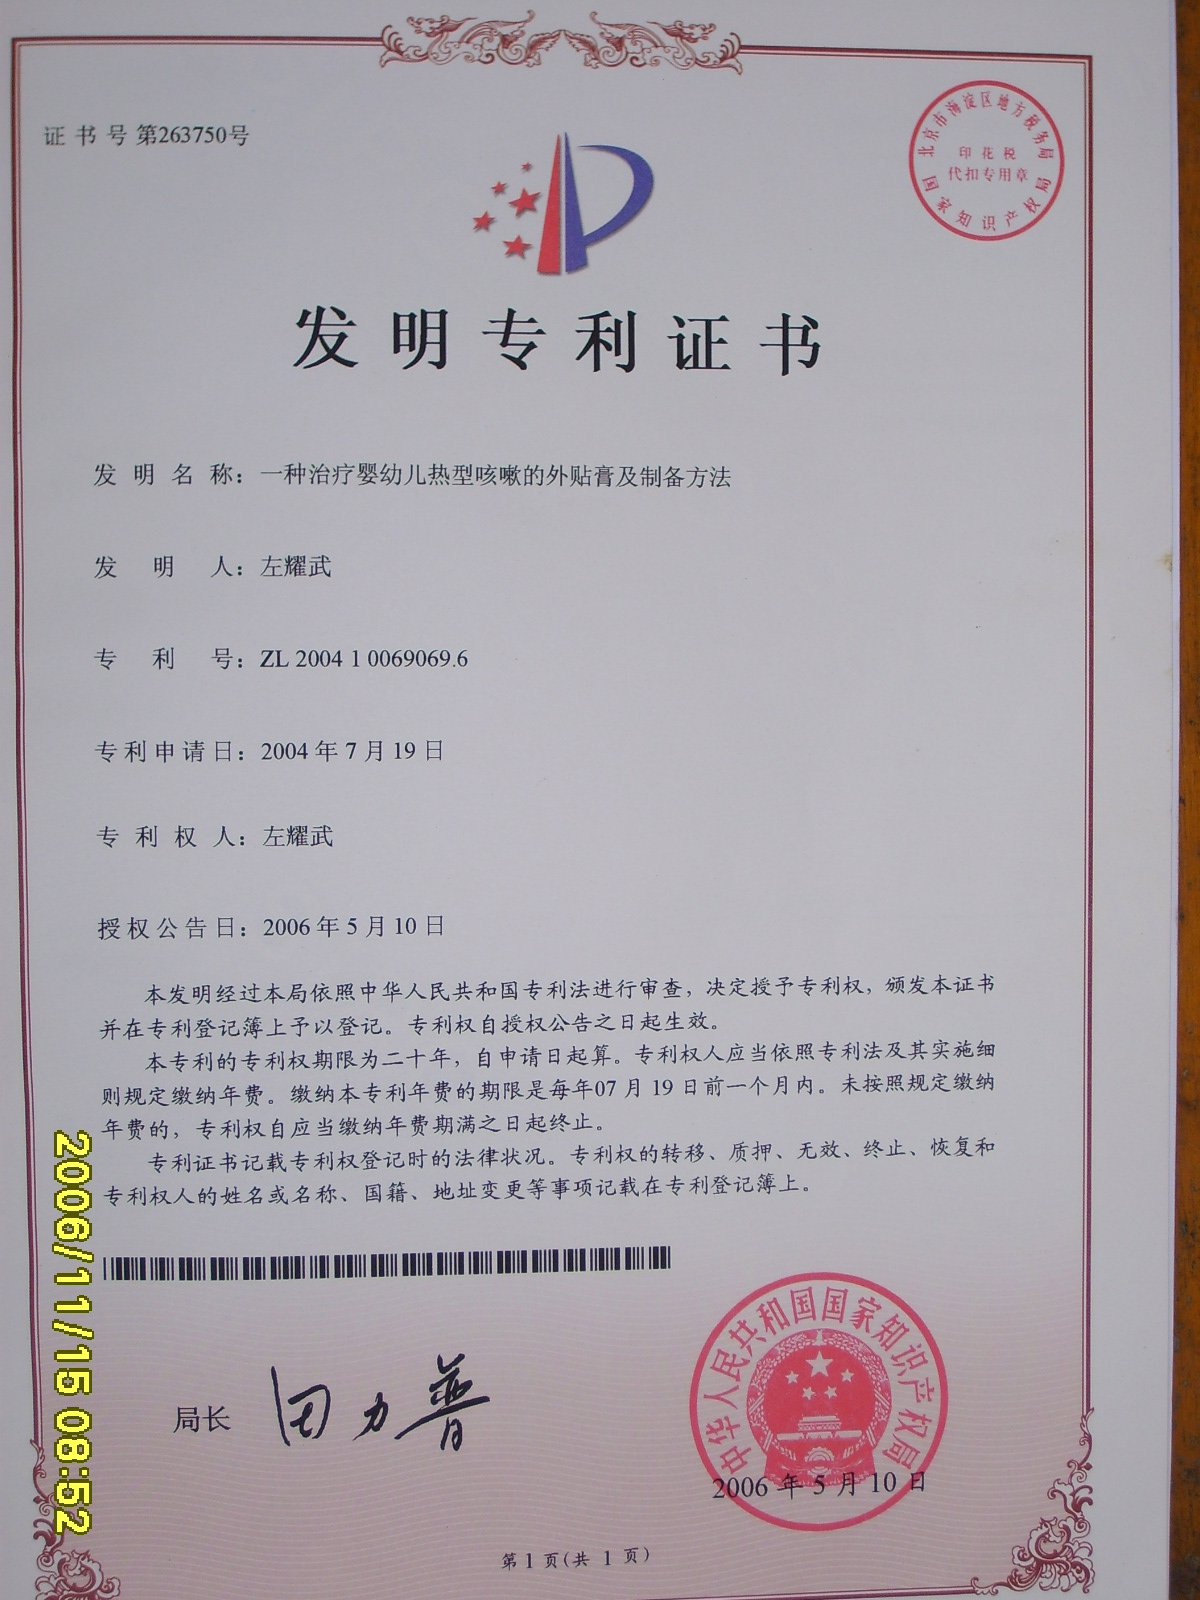 证书号第263750号
北京市海淀区地方税务局
印花税
代扣专用章
国家知识产权局
发明专利证书
发明名称：一种治疗婴幼儿热型咳嗽的外贴膏及制备方法
发明人：左耀武
专利号：ZL 2004 1 0069069.6
专利申请日：2004年7月19日
专利权人：左耀武
授权公告日：2006年5月10日
本发明经过本局依照中华人民共和国专利法进行审查，决定授予专利权，颁发本证书
并在专利登记簿上予以登记。专利权自授权公告之日起生效。
本专利的专利权期限为二十年，自申请日起算。专利权人应当依照专利法及其实施细
则规定缴纳年费。缴纳本专利年费的期限是每年07月19日前一个月内。未按照规定缴纳
年费的，专利权自应当缴纳年费期满之日起终止。
专利证书记载专利权登记时的法律状况。专利权的转移、质押、无效、终止、恢复和
专利权人的姓名或名称、国籍、地址变更等事项记载在专利登记簿上。
局长 田力普
中华人民共和国国家知识产权局
2006年5月10日
第1页(共1页)
2006/11/15 08:52